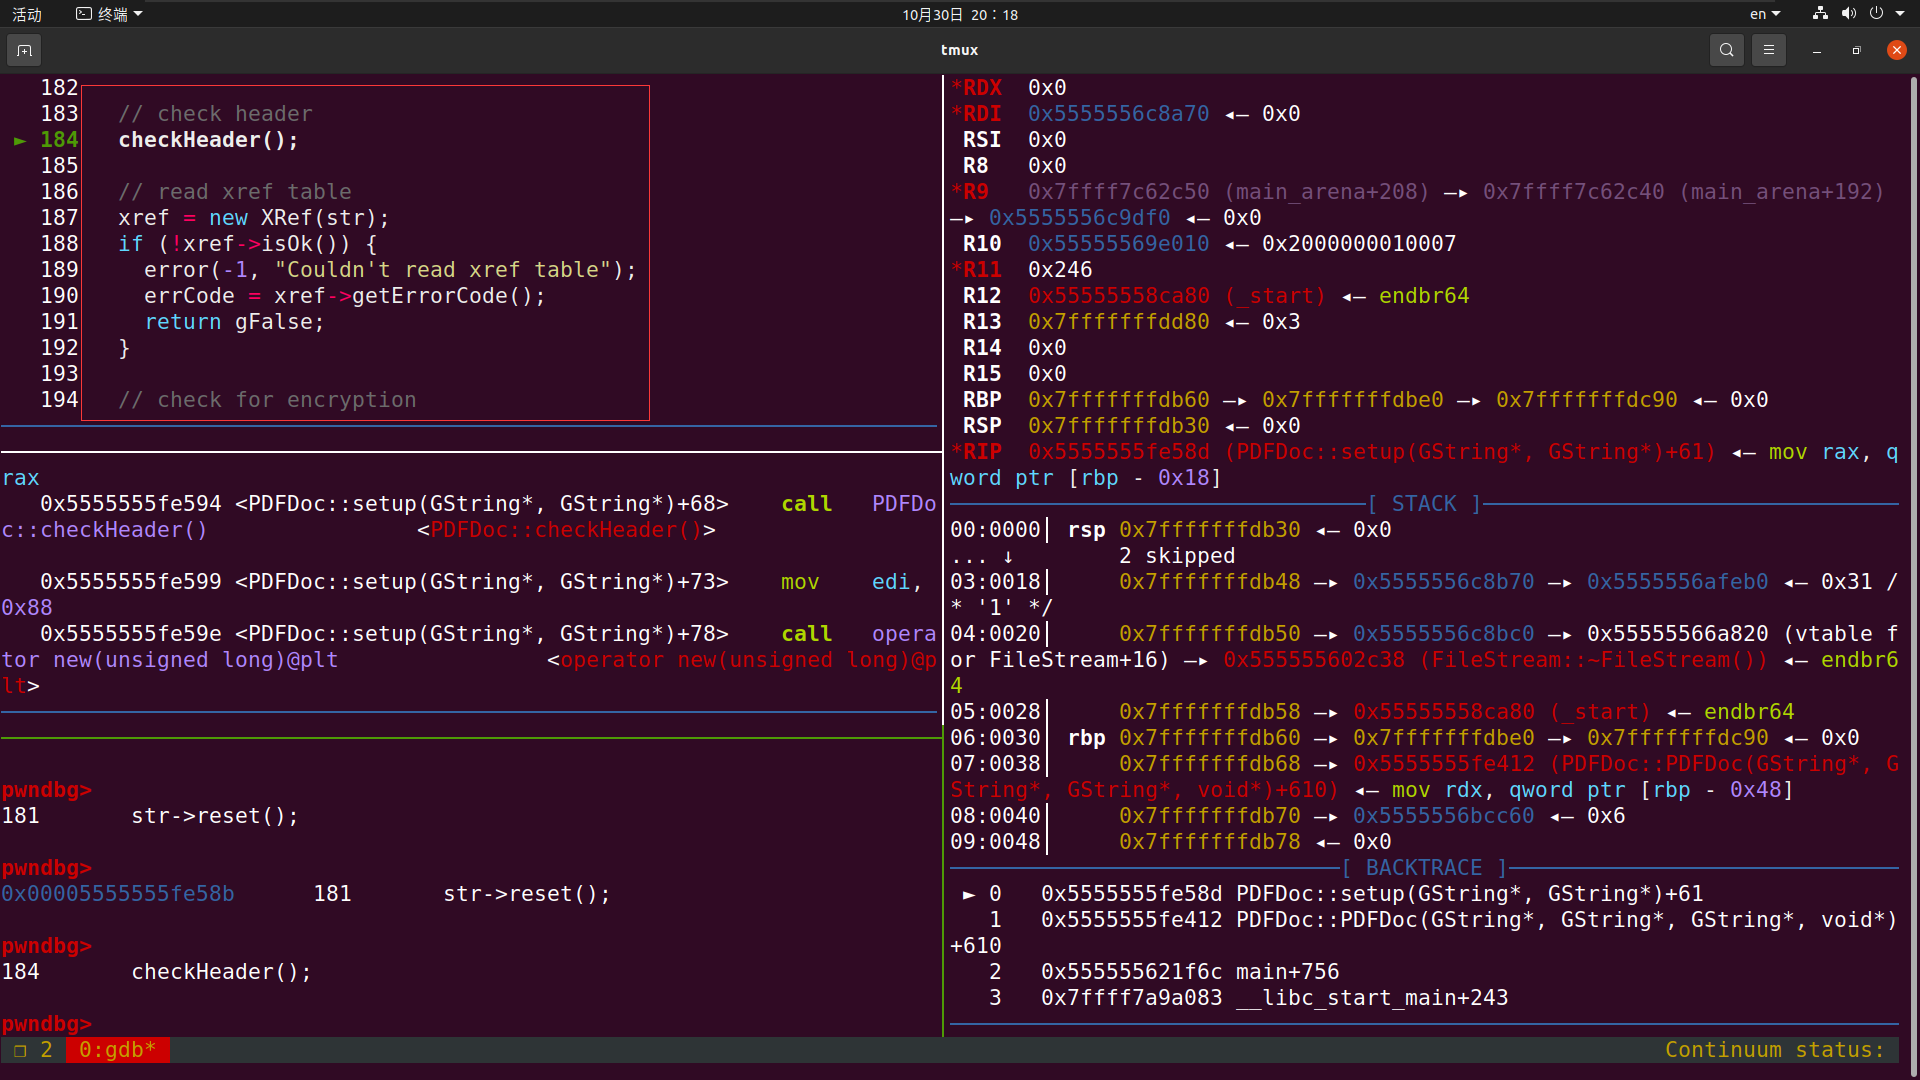 活动 终端 10月30日 20：18 en
tmux
182
183 // check header
► 184 checkHeader();
185
186 // read xref table
187 xref = new XRef(str);
188 if (!xref->isOk()) {
189 error(-1, "Couldn't read xref table");
190 errCode = xref->getErrorCode();
191 return gFalse;
192 }
193
194 // check for encryption
rax
0x5555555fe594 <PDFDoc::setup(GString*, GString*)+68> call PDFDo
c::checkHeader() <PDFDoc::checkHeader()>
0x5555555fe599 <PDFDoc::setup(GString*, GString*)+73> mov edi,
0x88
0x5555555fe59e <PDFDoc::setup(GString*, GString*)+78> call opera
tor new(unsigned long)@plt <operator new(unsigned long)@p
lt>
pwndbg>
181 str->reset();
pwndbg>
0x00005555555fe58b 181 str->reset();
pwndbg>
184 checkHeader();
pwndbg>
*RDX 0x0
*RDI 0x5555556c8a70 ◂— 0x0
RSI 0x0
R8 0x0
*R9 0x7ffff7c62c50 (main_arena+208) —▸ 0x7ffff7c62c40 (main_arena+192)
—▸ 0x5555556c9df0 ◂— 0x0
R10 0x55555569e010 ◂— 0x2000000010007
*R11 0x246
R12 0x55555558ca80 (_start) ◂— endbr64
R13 0x7fffffffdd80 ◂— 0x3
R14 0x0
R15 0x0
RBP 0x7fffffffdb60 —▸ 0x7fffffffdbe0 —▸ 0x7fffffffdc90 ◂— 0x0
RSP 0x7fffffffdb30 ◂— 0x0
*RIP 0x5555555fe58d (PDFDoc::setup(GString*, GString*)+61) ◂— mov rax, q
word ptr [rbp - 0x18]
[ STACK ]
00:0000│ rsp 0x7fffffffdb30 ◂— 0x0
... ↓ 2 skipped
03:0018│ 0x7fffffffdb48 —▸ 0x5555556c8b70 —▸ 0x5555556afeb0 ◂— 0x31 /
* '1' */
04:0020│ 0x7fffffffdb50 —▸ 0x5555556c8bc0 —▸ 0x55555566a820 (vtable f
or FileStream+16) —▸ 0x555555602c38 (FileStream::~FileStream()) ◂— endbr6
4
05:0028│ 0x7fffffffdb58 —▸ 0x55555558ca80 (_start) ◂— endbr64
06:0030│ rbp 0x7fffffffdb60 —▸ 0x7fffffffdbe0 —▸ 0x7fffffffdc90 ◂— 0x0
07:0038│ 0x7fffffffdb68 —▸ 0x5555555fe412 (PDFDoc::PDFDoc(GString*, G
String*, GString*, void*)+610) ◂— mov rdx, qword ptr [rbp - 0x48]
08:0040│ 0x7fffffffdb70 —▸ 0x5555556bcc60 ◂— 0x6
09:0048│ 0x7fffffffdb78 ◂— 0x0
[ BACKTRACE ]
► 0 0x5555555fe58d PDFDoc::setup(GString*, GString*)+61
1 0x5555555fe412 PDFDoc::PDFDoc(GString*, GString*, GString*, void*)
+610
2 0x555555621f6c main+756
3 0x7ffff7a9a083 __libc_start_main+243
❐ 2 0:gdb* Continuum status: